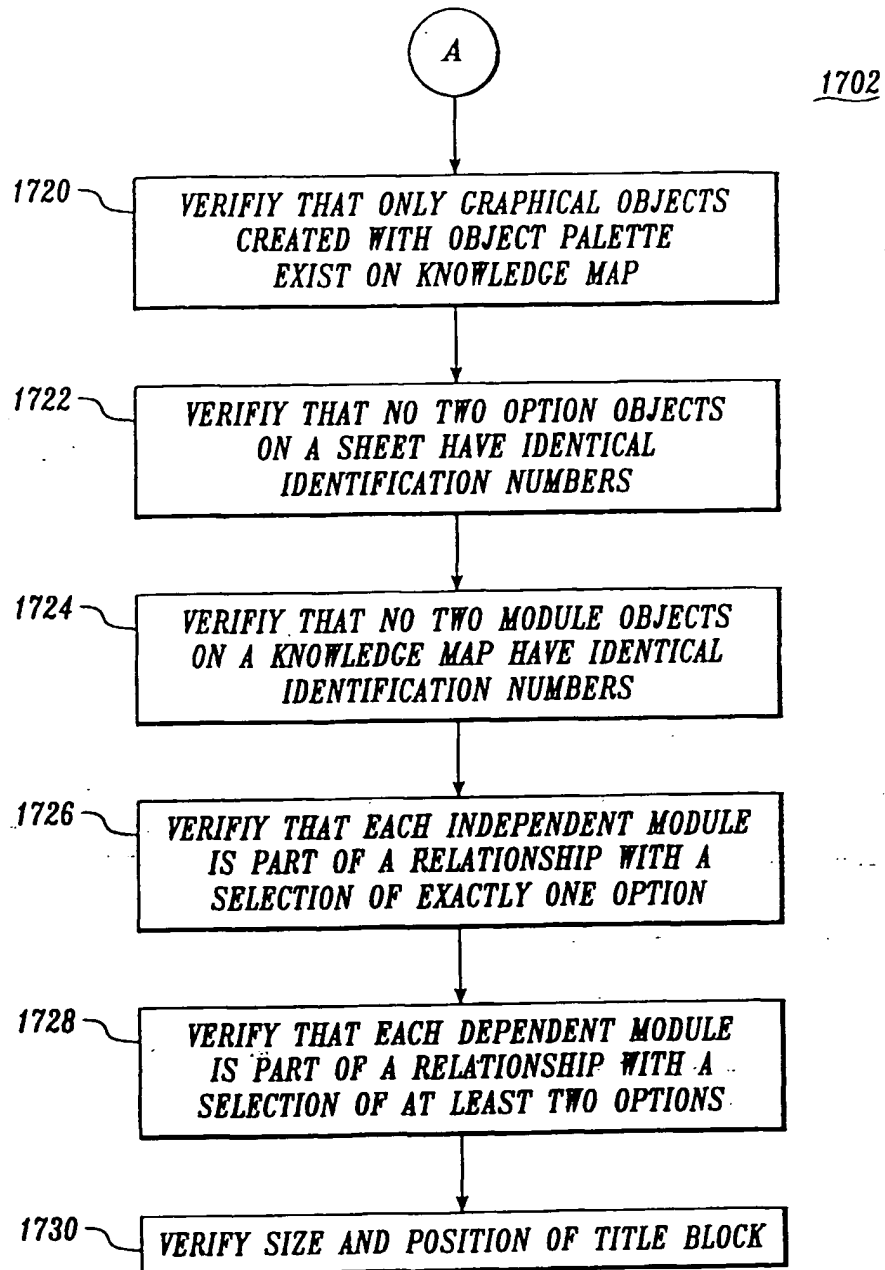 A
1702
1720
VERIFIY THAT ONLY GRAPHICAL OBJECTS
CREATED WITH OBJECT PALETTE
EXIST ON KNOWLEDGE MAP
1722
VERIFIY THAT NO TWO OPTION OBJECTS
ON A SHEET HAVE IDENTICAL
IDENTIFICATION NUMBERS
1724
VERIFIY THAT NO TWO MODULE OBJECTS
ON A KNOWLEDGE MAP HAVE IDENTICAL
IDENTIFICATION NUMBERS
1726
VERIFIY THAT EACH INDEPENDENT MODULE
IS PART OF A RELATIONSHIP WITH A
SELECTION OF EXACTLY ONE OPTION
1728
VERIFY THAT EACH DEPENDENT MODULE
IS PART OF A RELATIONSHIP WITH A
SELECTION OF AT LEAST TWO OPTIONS
1730
VERIFY SIZE AND POSITION OF TITLE BLOCK